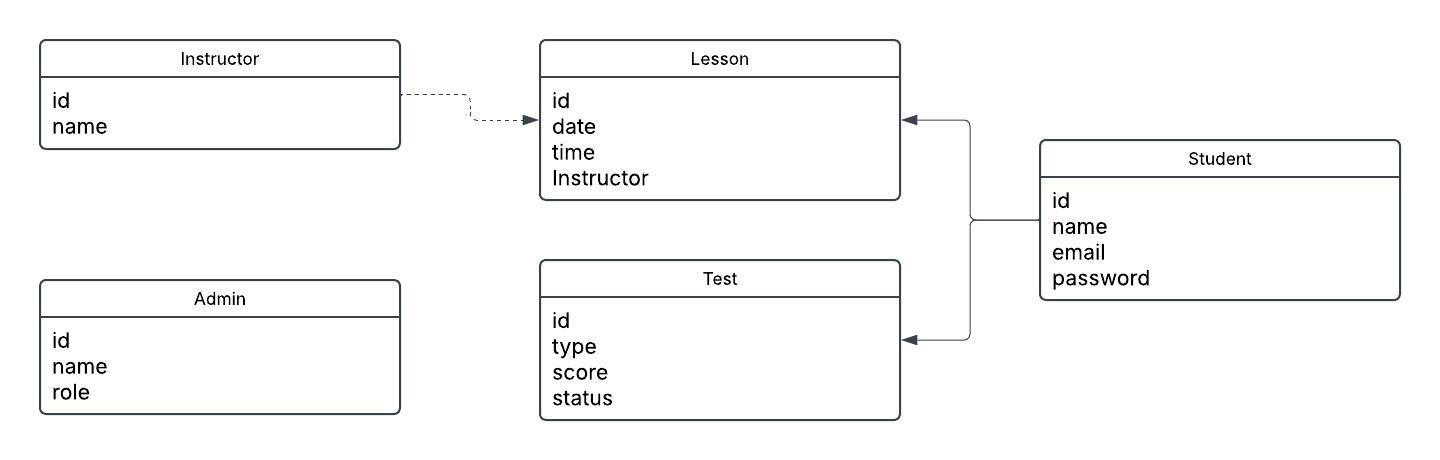 Instructor
id
name
Lesson
id
date
time
Instructor
Student
id
name
email
password
Admin
id
name
role
Test
id
type
score
status